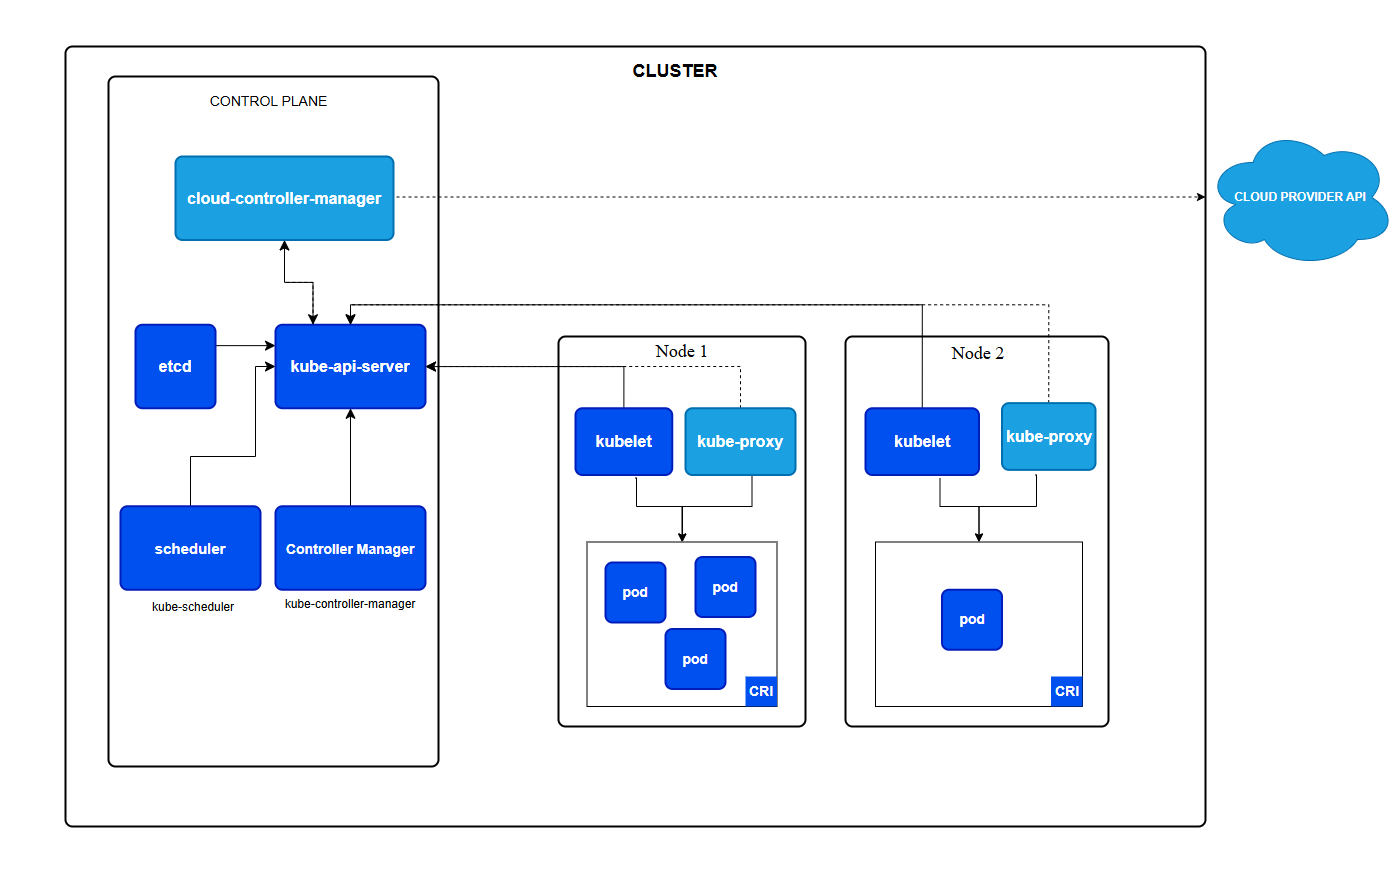 CLUSTER
CONTROL PLANE
cloud-controller-manager
CLOUD PROVIDER API
etcd
kube-api-server
scheduler
kube-scheduler
Controller Manager
kube-controller-manager
Node 1
kubelet
kube-proxy
pod
pod
pod
CRI
Node 2
kubelet
kube-proxy
pod
CRI